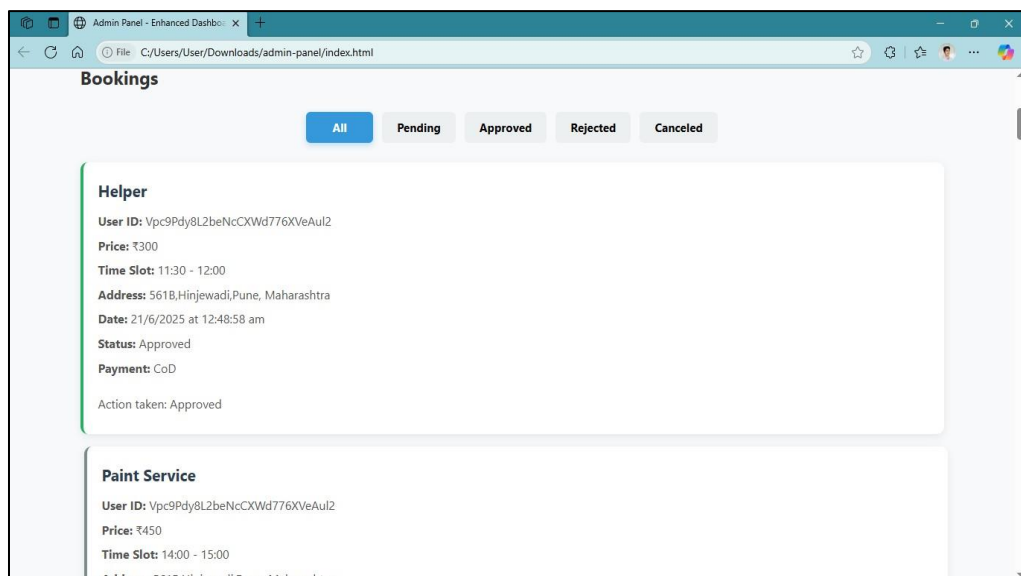 Admin Panel - Enhanced Dashbo
File C:/Users/User/Downloads/admin-panel/index.html
Bookings
All Pending Approved Rejected Canceled
Helper
User ID: Vpc9Pdy8L2beNcCXWd776XVeAul2
Price: ₹300
Time Slot: 11:30 - 12:00
Address: 561B,Hinjewadi,Pune, Maharashtra
Date: 21/6/2025 at 12:48:58 am
Status: Approved
Payment: CoD
Action taken: Approved
Paint Service
User ID: Vpc9Pdy8L2beNcCXWd776XVeAul2
Price: ₹450
Time Slot: 14:00 - 15:00